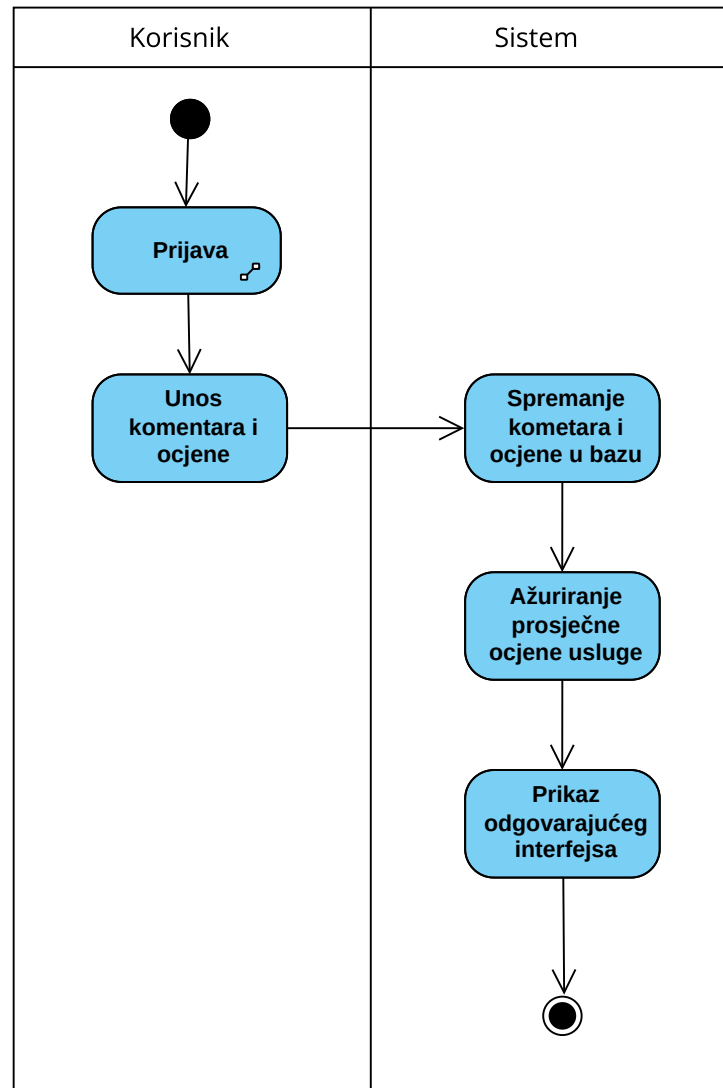 Korisnik
Sistem
Prijava
Unos
komentara i
ocjene
Spremanje
kometara i
ocjene u bazu
Ažuriranje
prosječne
ocjene usluge
Prikaz
odgovarajućeg
interfejsa